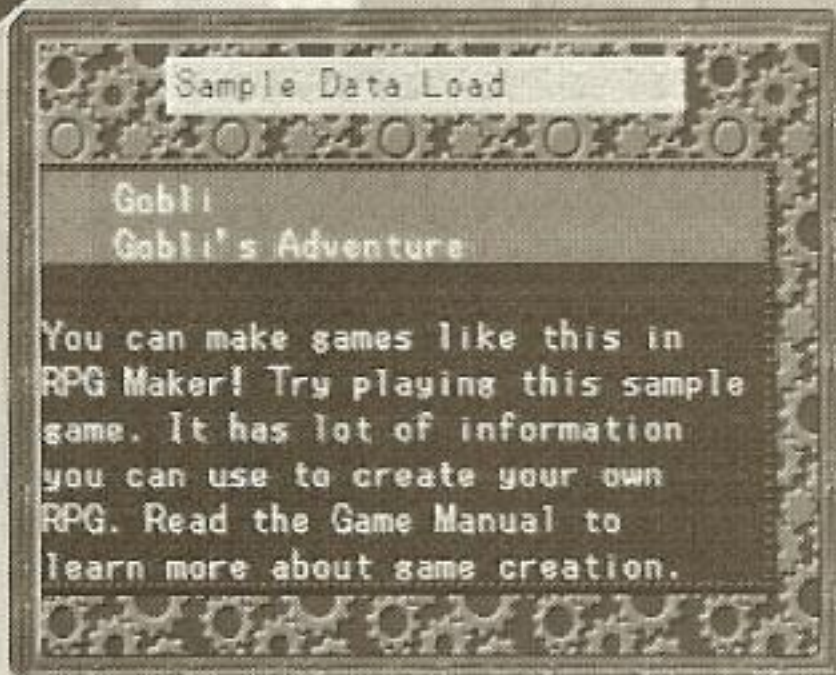 Sample Data Load
Gobli
Gobli's Adventure
You can make games like this in
RPG Maker! Try playing this sample
game. It has lot of information
you can use to create your own
RPG. Read the Game Manual to
learn more about game creation.